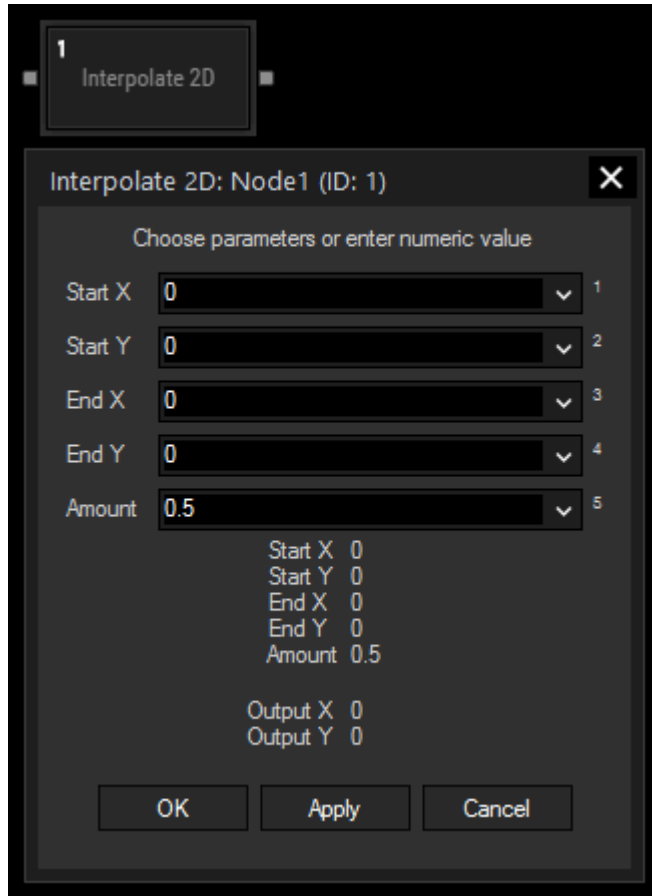 1
Interpolate 2D
Interpolate 2D: Node1 (ID: 1)
Choose parameters or enter numeric value
Start X 0 1
Start Y 0 2
End X 0 3
End Y 0 4
Amount 0.5 5
Start X 0
Start Y 0
End X 0
End Y 0
Amount 0.5
Output X 0
Output Y 0
OK Apply Cancel